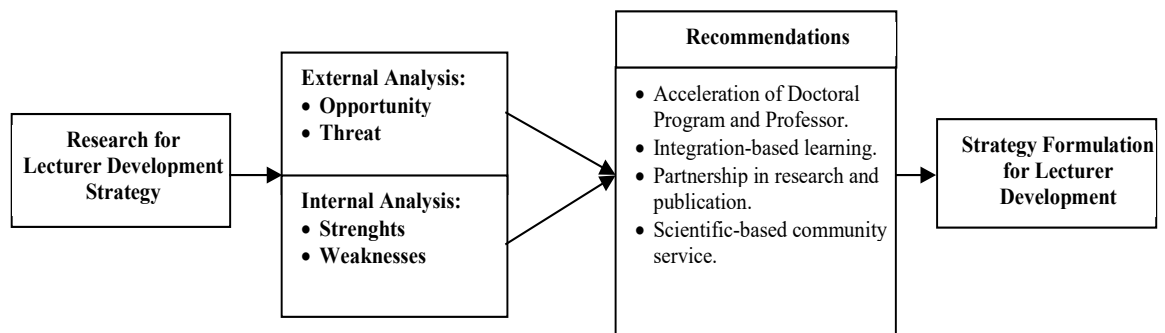 Research for
Lecturer Development
Strategy
External Analysis:
• Opportunity
• Threat
Internal Analysis:
• Strenghts
• Weaknesses
Recommendations
• Acceleration of Doctoral
Program and Professor.
• Integration-based learning.
• Partnership in research and
publication.
• Scientific-based community
service.
Strategy Formulation
for Lecturer
Development